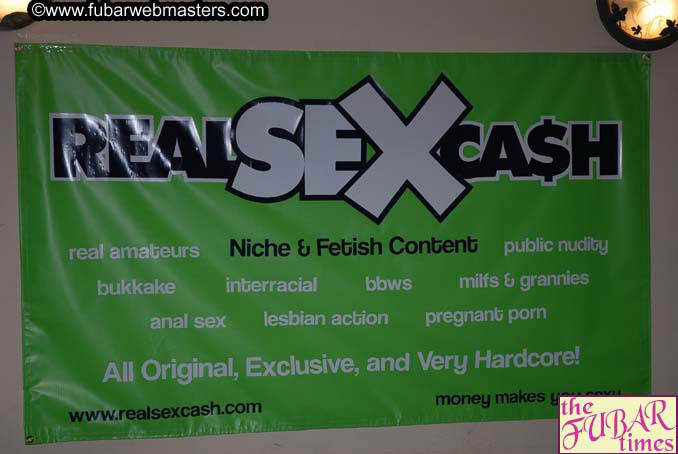 ©www.fubarwebmasters.com
REALSEXCA$H
real amateurs Niche & Fetish Content public nudity
bukkake interracial bbws milfs & grannies
anal sex lesbian action pregnant porn
All Original, Exclusive, and Very Hardcore!
www.realsexcash.com money makes you sexy
the
FUBAR
times